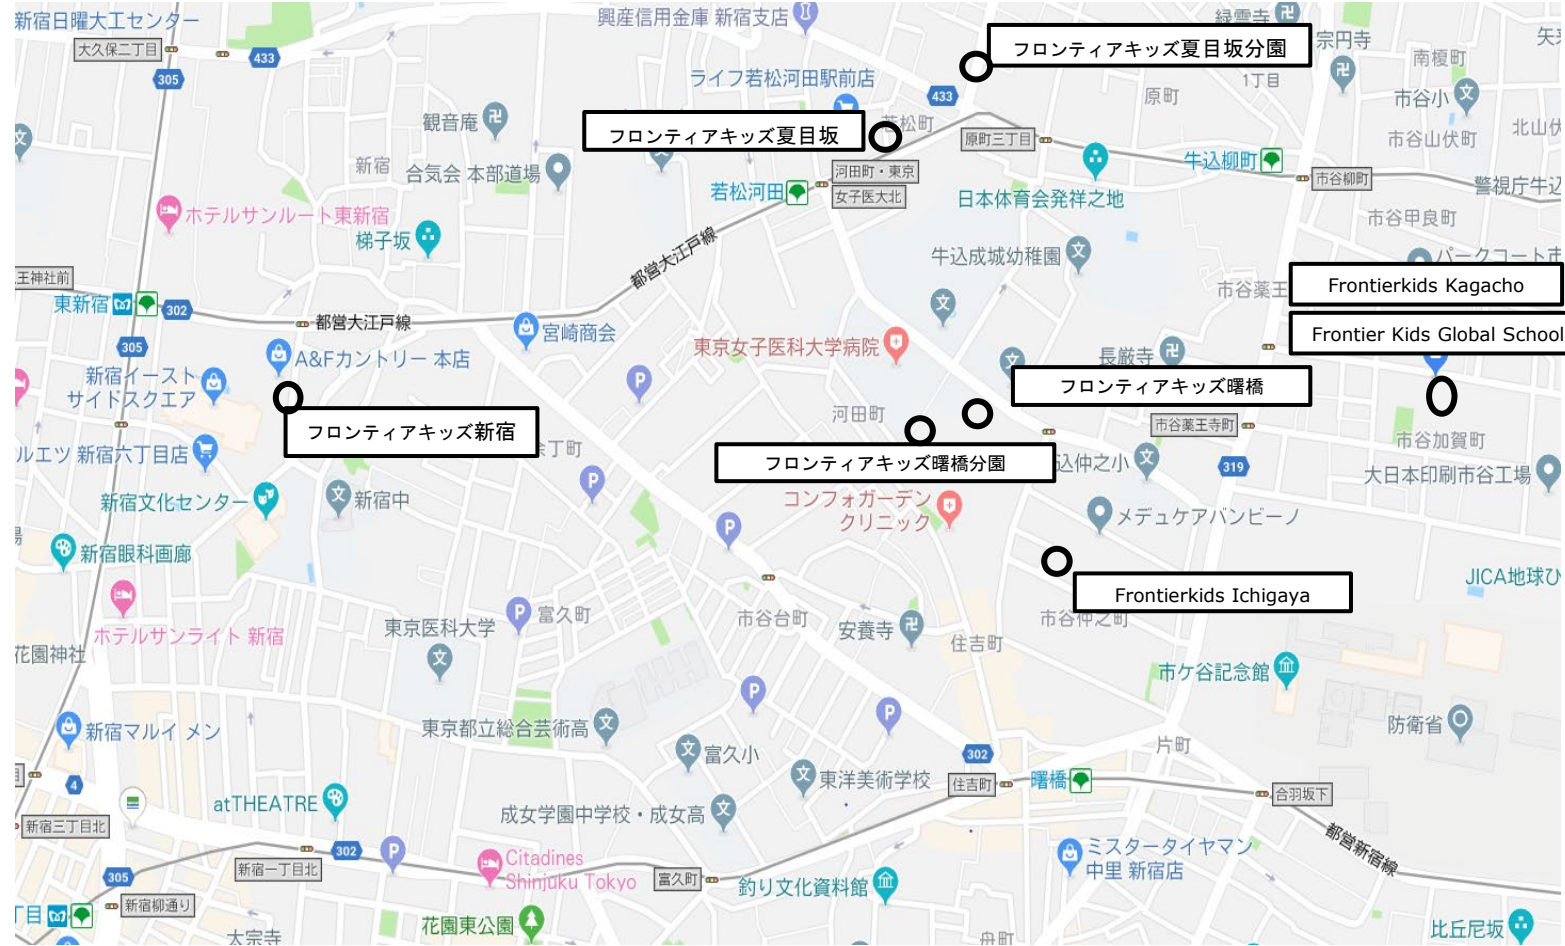 新宿日曜大工センター
大久保二丁目
433
305
興産信用金庫 新宿支店
緑雲寺
宗円寺
フロンティアキッズ夏目坂分園
南榎町
1丁目
原町
市谷小
ライフ若松河田駅前店
433
観音庵
フロンティアキッズ夏目坂
若松町
原町三丁目
市谷山伏町
新宿
合気会 本部道場
河田町・東京
女子医大北
若松河田
牛込柳町
市谷柳町
日本体育会発祥之地
ホテルサンルート東新宿
梯子坂
市谷甲良町
都営大江戸線
牛込成城幼稚園
東新宿
302
Frontierkids Kagacho
Frontier Kids Global School
都営大江戸線
305
宮崎商会
東京女子医科大学病院
長厳寺
A&Fカントリー 本店
新宿イースト
サイドスクエア
フロンティアキッズ曙橋
河田町
市谷薬王寺町
市谷加賀町
フロンティアキッズ新宿
フロンティアキッズ曙橋分園
319
大日本印刷市谷工場
新宿文化センター
新宿中
コンフォガーデン
クリニック
メデュケアバンビーノ
新宿眼科画廊
JICA地球ひ
Frontierkids Ichigaya
富久町
市谷台町
市谷仲之町
ホテルサンライト 新宿
東京医科大学
安養寺
住吉町
花園神社
市ケ谷記念館
新宿マルイ メン
東京都立総合芸術高
富久小
防衛省
片町
302
4
東洋美術学校
住吉町
曙橋
合羽坂下
atTHEATRE
成女学園中学校・成女高
新宿三丁目北
302
新宿一丁目北
都営新宿線
ミスタータイヤマン
中里 新宿店
Citadines
Shinjuku Tokyo
305
富久町
釣り文化資料館
新宿柳通り
花園東公園
太宗寺
舟町
比丘尼坂